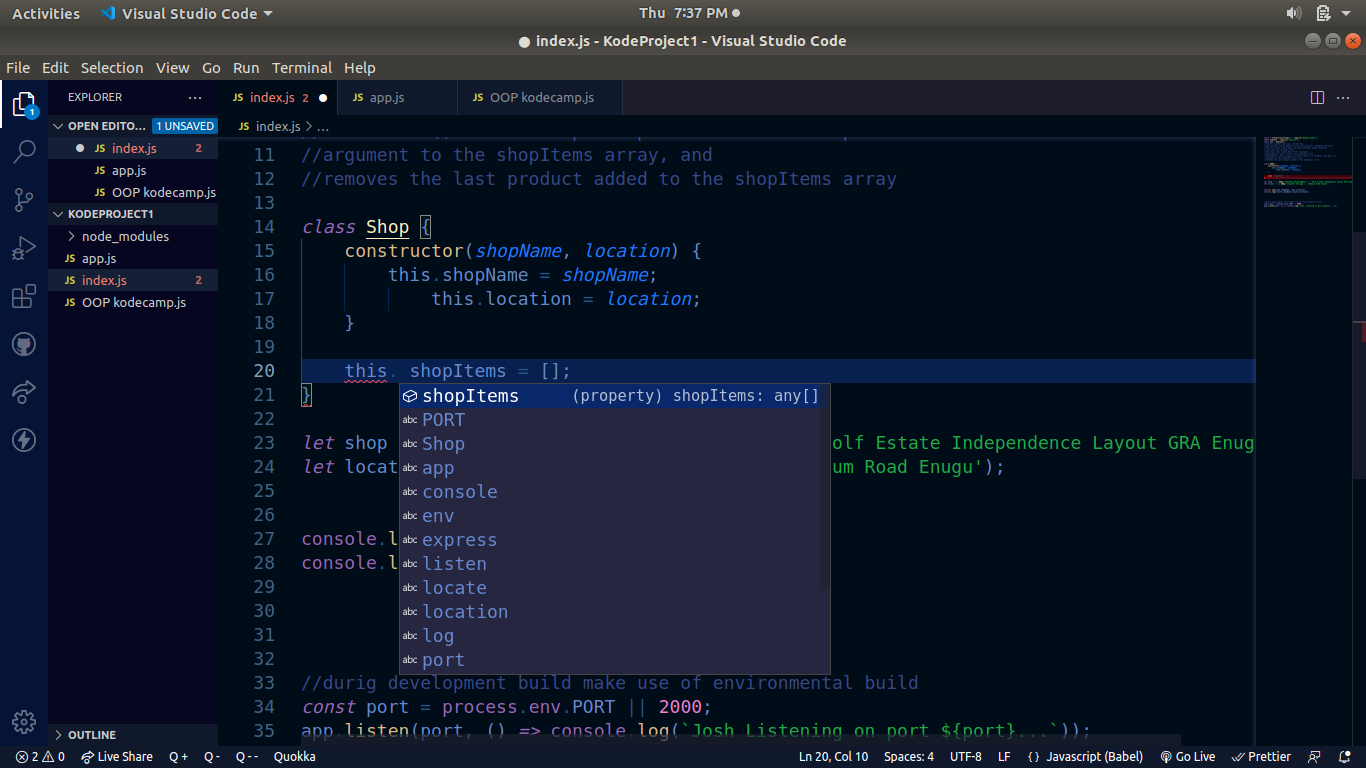 Activities Visual Studio Code Thu 7:37 PM
index.js - KodeProject1 - Visual Studio Code
File Edit Selection View Go Run Terminal Help
EXPLORER ...
JS index.js 2 JS app.js JS OOP kodecamp.js ...
1
OPEN EDITO... 1 UNSAVED
JS index.js > ...
JS index.js 2
JS app.js
JS OOP kodecamp.js
KODEPROJECT1
node_modules
JS app.js
JS index.js 2
JS OOP kodecamp.js
11 //argument to the shopItems array, and
12 //removes the last product added to the shopItems array
13
14 class Shop {
15 constructor(shopName, location) {
16 this.shopName = shopName;
17 this.location = location;
18 }
19
20 this. shopItems = [];
21 }
shopItems (property) shopItems: any[]
abc PORT
abc Shop
abc app
abc console
abc env
abc express
abc listen
abc locate
abc location
abc log
abc port
22
23 let shop olf Estate Independence Layout GRA Enug
24 let locat um Road Enugu');
25
26
27 console.l
28 console.l
29
30
31
32
33 //durig development build make use of environmental build
34 const port = process.env.PORT || 2000;
35 app.listen(port, () => console.log(`Josh Listening on port ${port}...`));
OUTLINE
2 0 Live Share Q + Q - Q - - Quokka Ln 20, Col 10 Spaces: 4 UTF-8 LF {} Javascript (Babel) Go Live Prettier